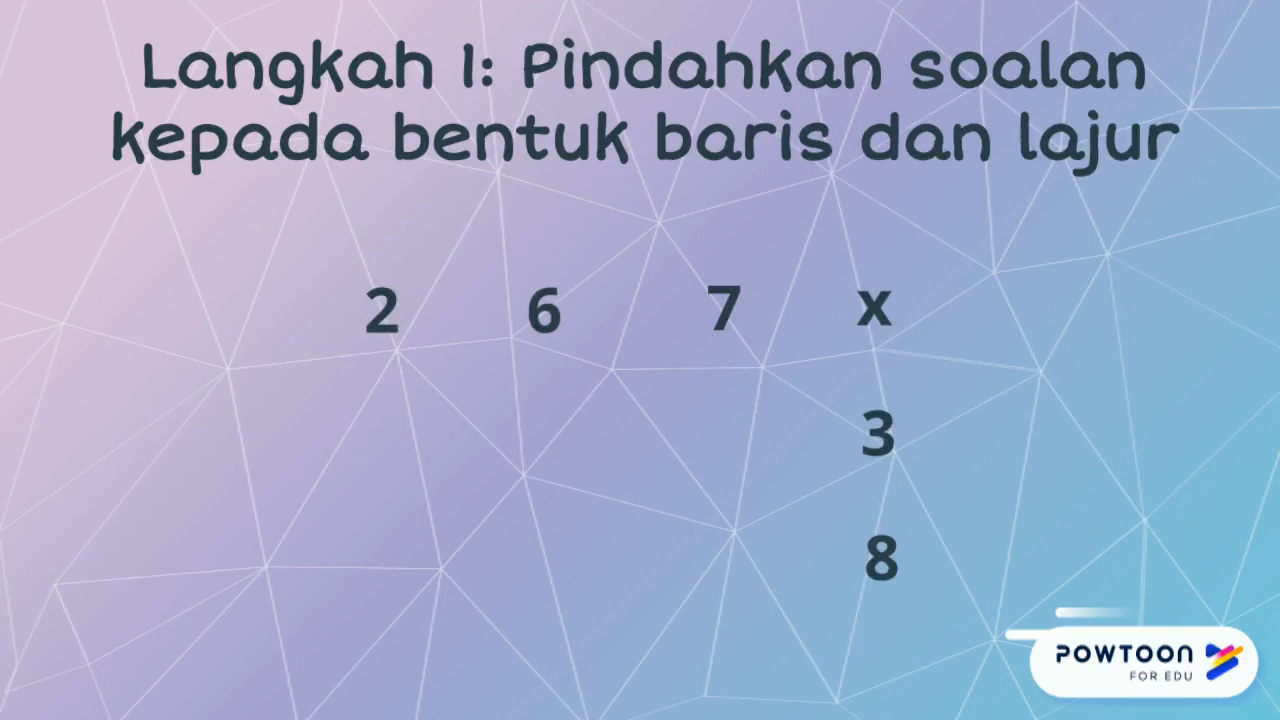 Langkah 1: Pindahkan soalan
kepada bentuk baris dan lajur
2 6 7 x
3
8
POWTOON
FOR EDU